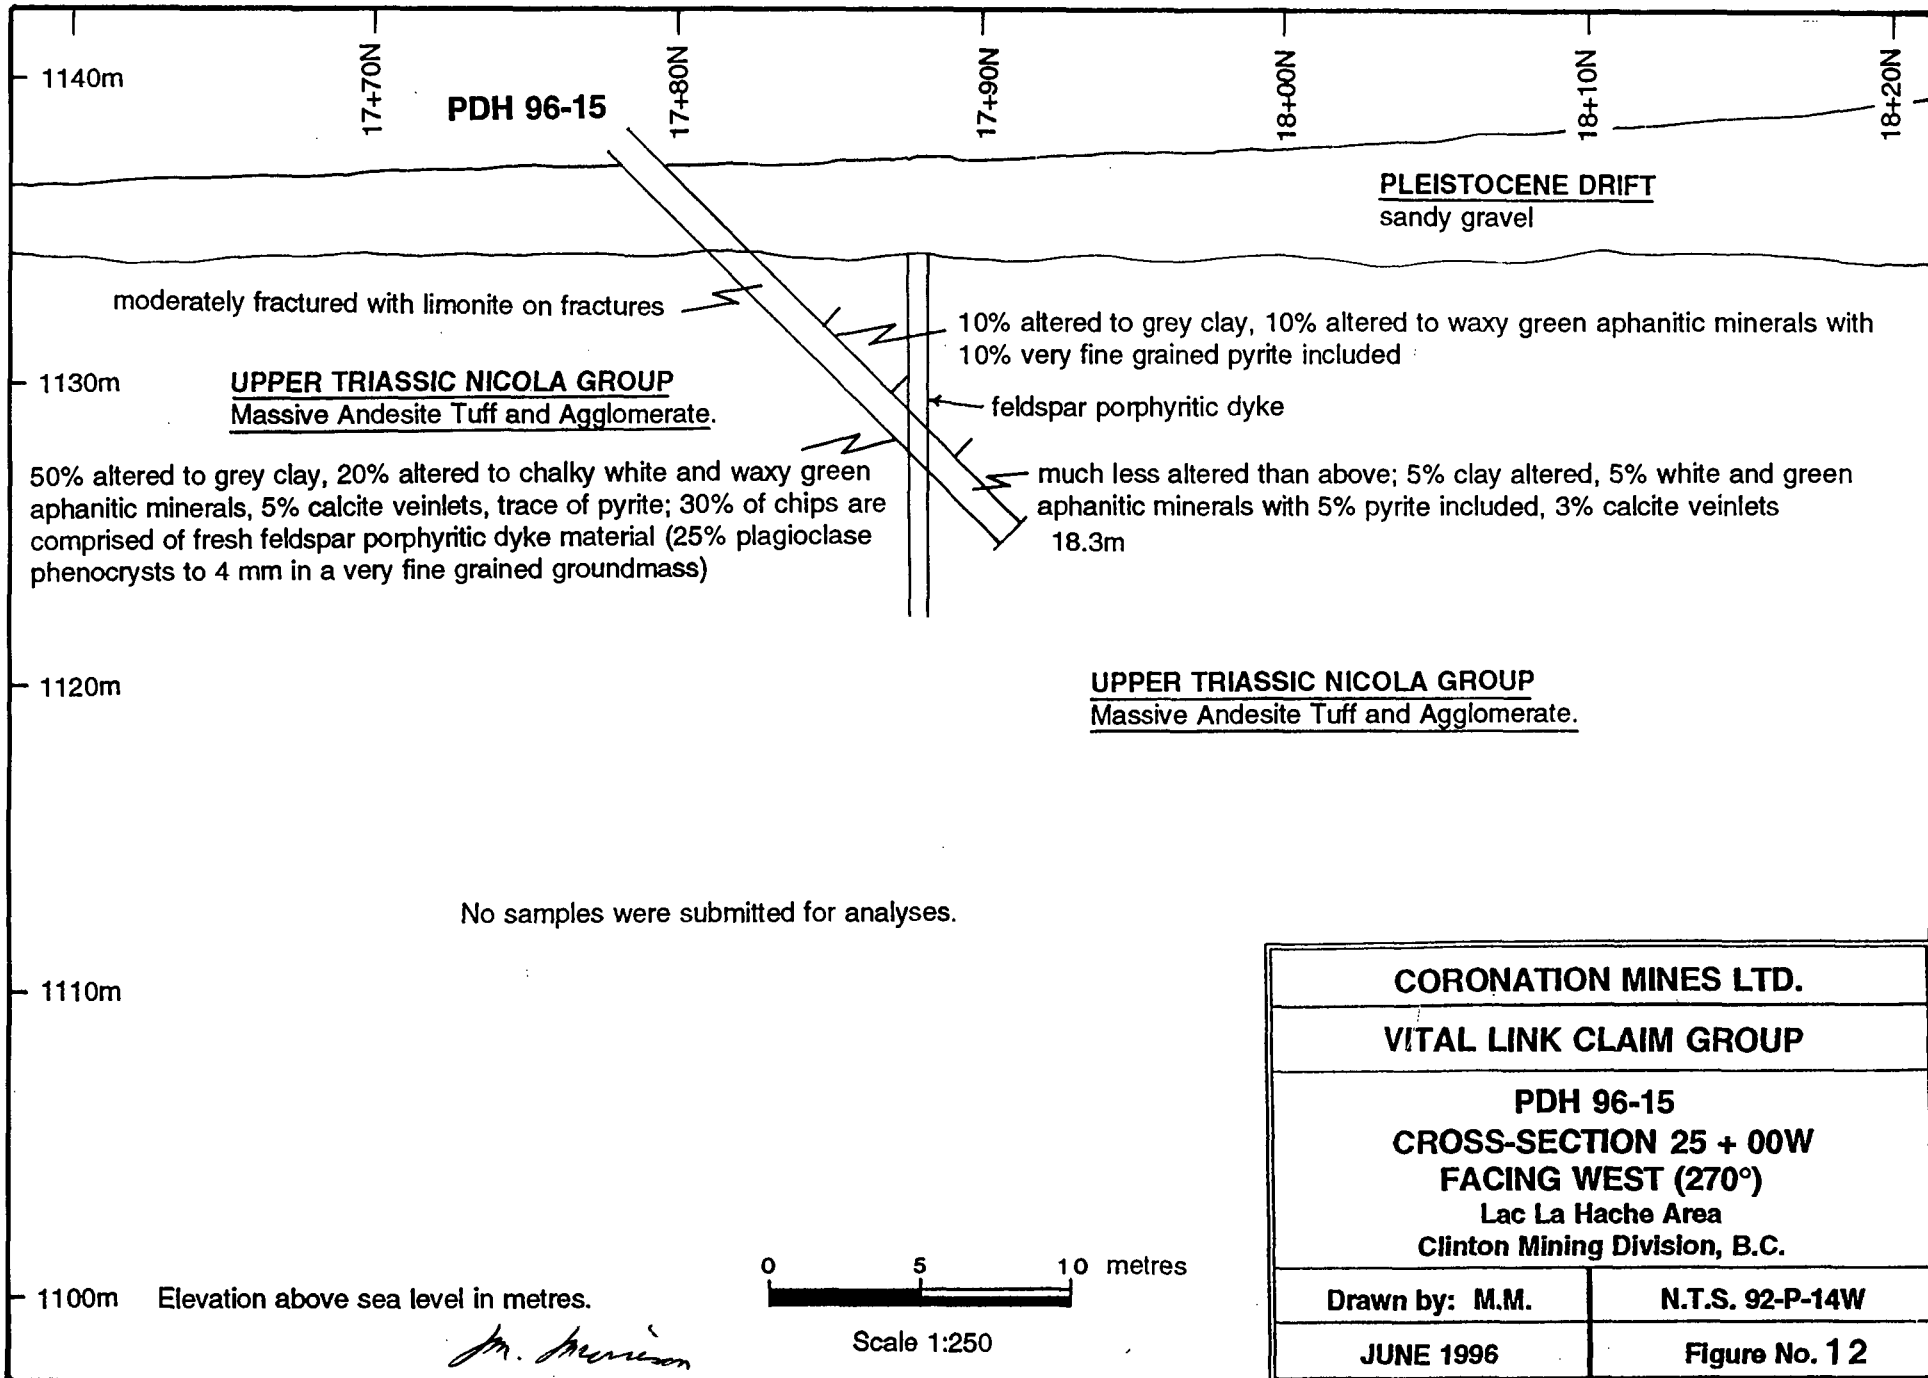 17+70N
17+80N
17+90N
18+00N
18+10N
18+20N
1140m
PDH 96-15
PLEISTOCENE DRIFT
sandy gravel
moderately fractured with limonite on fractures
10% altered to grey clay, 10% altered to waxy green aphanitic minerals with
10% very fine grained pyrite included
1130m
UPPER TRIASSIC NICOLA GROUP
Massive Andesite Tuff and Agglomerate.
feldspar porphyritic dyke
50% altered to grey clay, 20% altered to chalky white and waxy green
aphanitic minerals, 5% calcite veinlets, trace of pyrite; 30% of chips are
comprised of fresh feldspar porphyritic dyke material (25% plagioclase
phenocrysts to 4 mm in a very fine grained groundmass)
much less altered than above; 5% clay altered, 5% white and green
aphanitic minerals with 5% pyrite included, 3% calcite veinlets
18.3m
1120m
UPPER TRIASSIC NICOLA GROUP
Massive Andesite Tuff and Agglomerate.
No samples were submitted for analyses.
1110m
1100m
Elevation above sea level in metres.
M. Morrison
0 5 10 metres
Scale 1:250
CORONATION MINES LTD.
VITAL LINK CLAIM GROUP
PDH 96-15
CROSS-SECTION 25 + 00W
FACING WEST (270°)
Lac La Hache Area
Clinton Mining Division, B.C.
Drawn by: M.M.
N.T.S. 92-P-14W
JUNE 1996
Figure No. 12